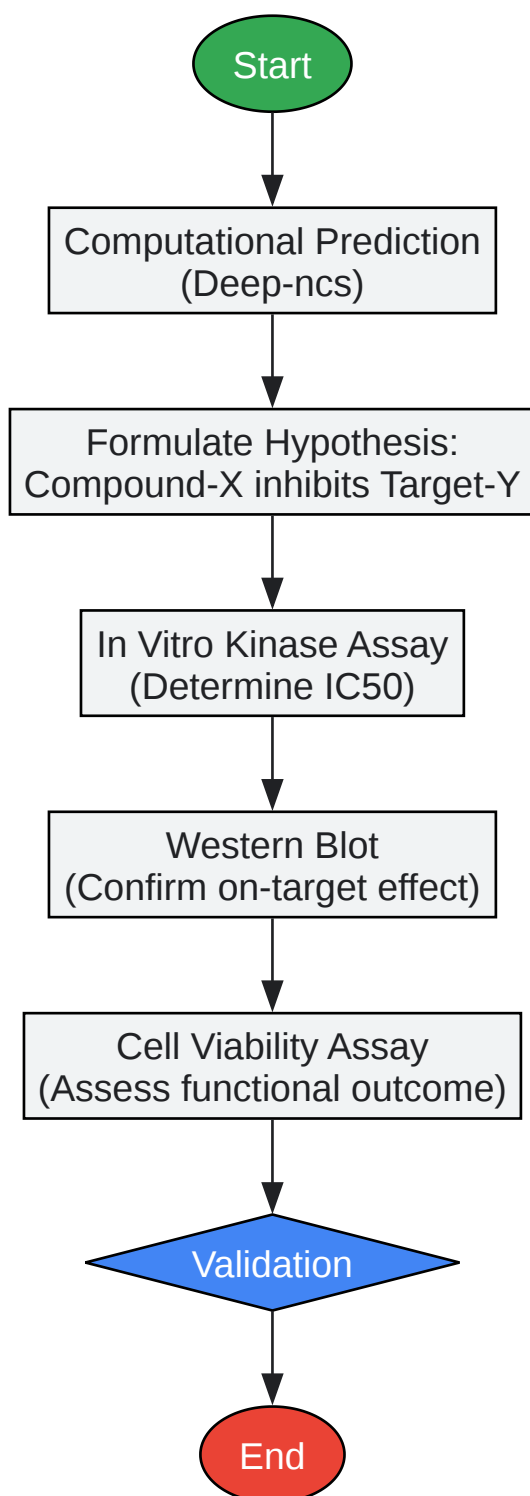 Start
Computational Prediction
(Deep-ncs)
Formulate Hypothesis:
Compound-X inhibits Target-Y
In Vitro Kinase Assay
(Determine IC50)
Western Blot
(Confirm on-target effect)
Cell Viability Assay
(Assess functional outcome)
Validation
End